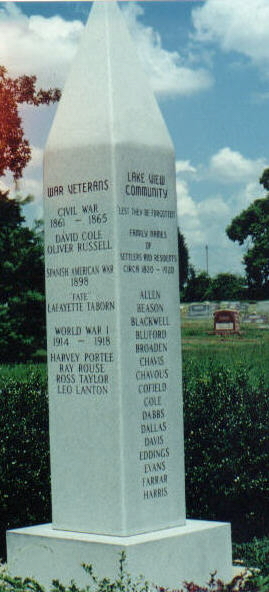 WAR VETERANS
CIVIL WAR
1861 - 1865
DAVID COLE
OLIVER RUSSELL
SPANISH AMERICAN WAR
1898
"FATE"
LAFAYETTE TABORN
WORLD WAR I
1914 - 1918
HARVEY PORTEE
RAY ROUSE
ROSS TAYLOR
LEO LANTON
LAKE VIEW
COMMUNITY
"LEST THEY BE FORGOTTEN"
FAMILY NAMES
OF
SETTLERS AND RESIDENTS
CIRCA 1820 - 1920
ALLEN
BEASON
BLACKWELL
BLUFORD
BROADEN
CHAVIS
CHAVOUS
COFIELD
COLE
DABBS
DALLAS
DAVIS
EDDINGS
EVANS
FARRAR
HARRIS